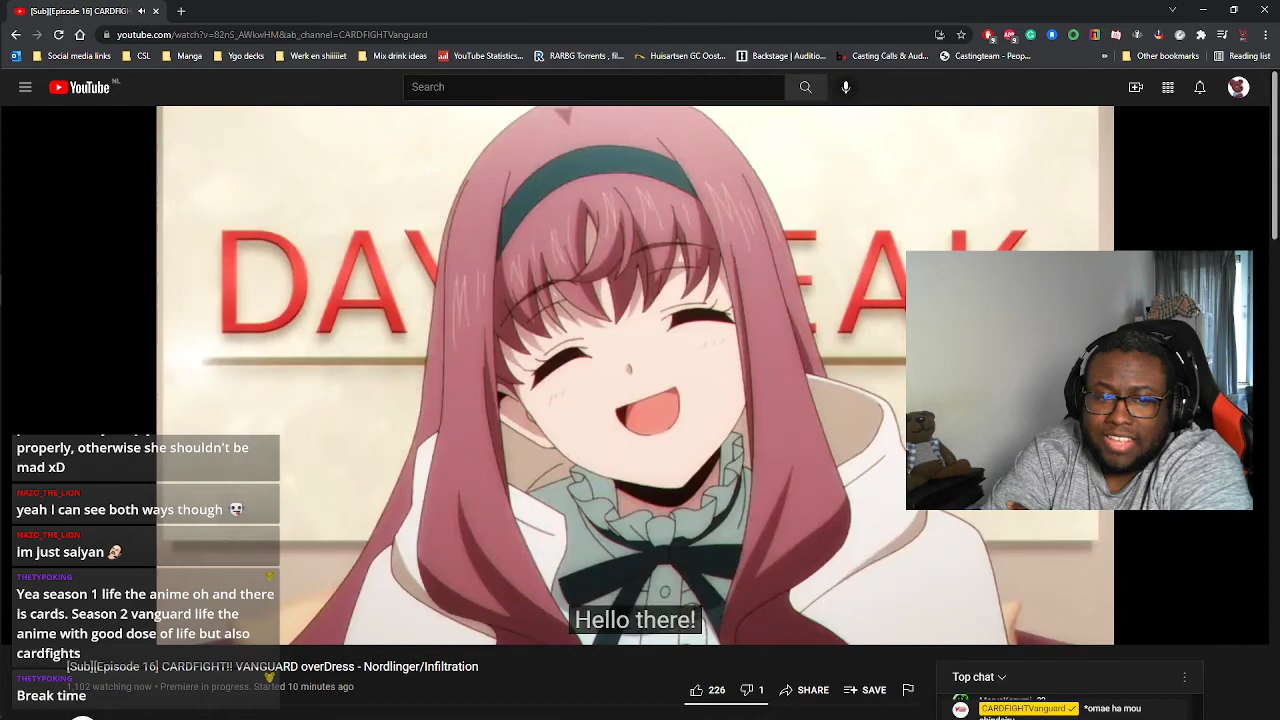 [Sub][Episode 16] CARDFIGH
youtube.com/watch?v=82nS_AWkwHM&ab_channel=CARDFIGHTVanguard
youtube videos
CSL
Manga
Ygo decks
Werk en shiiiiiet
Mix drink ideas
YouTube Statistics...
RARBG Torrents , fil...
Huisartsen GC Oost...
Backstage | Auditio...
Casting Calls & Aud...
Castingteam - Peop...
»
Other bookmarks
Reading list
YouTube NL
Search
DAY EAK
Hello there!
properly, otherwise she shouldn't be
mad xD
NAZO_THE_LION
yeah I can see both ways though
NAZO_THE_LION
im just saiyan
THETYPOKING
Yea season 1 life the anime oh and there
is cards. Season 2 vanguard life the
anime with good dose of life but also
cardfights
THETYPOKING
Break time
[Sub][Episode 16] CARDFIGHT!! VANGUARD overDress - Nordlinger/Infiltration
1,102 watching now • Premiere in progress. Started 10 minutes ago
226
1
SHARE
SAVE
Top chat
CARDFIGHTVanguard *omae ha mou